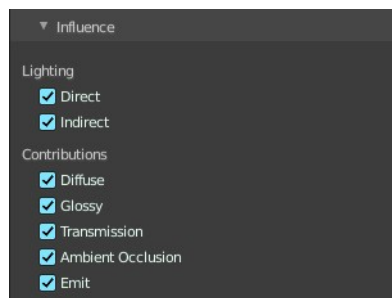 Influence
Lighting
Direct
Indirect
Contributions
Diffuse
Glossy
Transmission
Ambient Occlusion
Emit